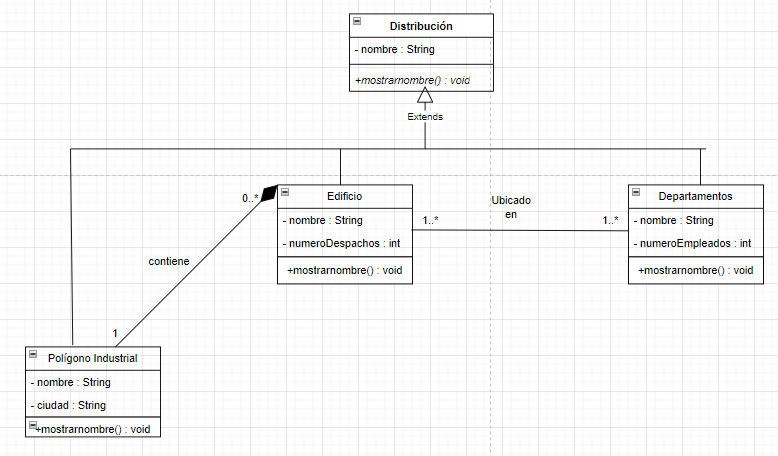 Distribución
- nombre : String
+mostrarnombre() : void
Extends
Edificio
- nombre : String
- numeroDespachos : int
+mostrarnombre() : void
0..*
1..*
Ubicado
en
1..*
Departamentos
- nombre : String
- numeroEmpleados : int
+mostrarnombre() : void
contiene
1
Polígono Industrial
- nombre : String
- ciudad : String
+mostrarnombre() : void